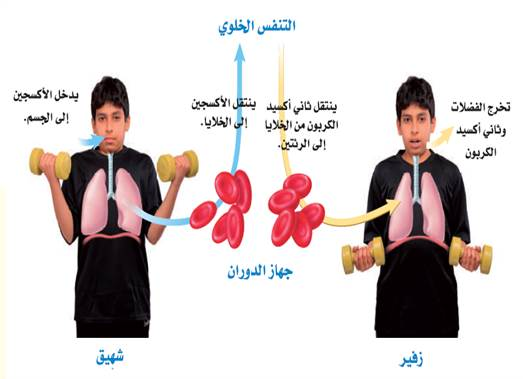 التنفس الخلوي
تخرج الفضلات
وثاني أكسيد
الكربون
ينتقل ثاني أكسيد
الكربون من الخلايا
إلى الرئتين.
ينتقل الأكسجين
إلى الخلايا.
يدخل الأكسجين
إلى الجسم.
جهاز الدوران
زفير
شهيق